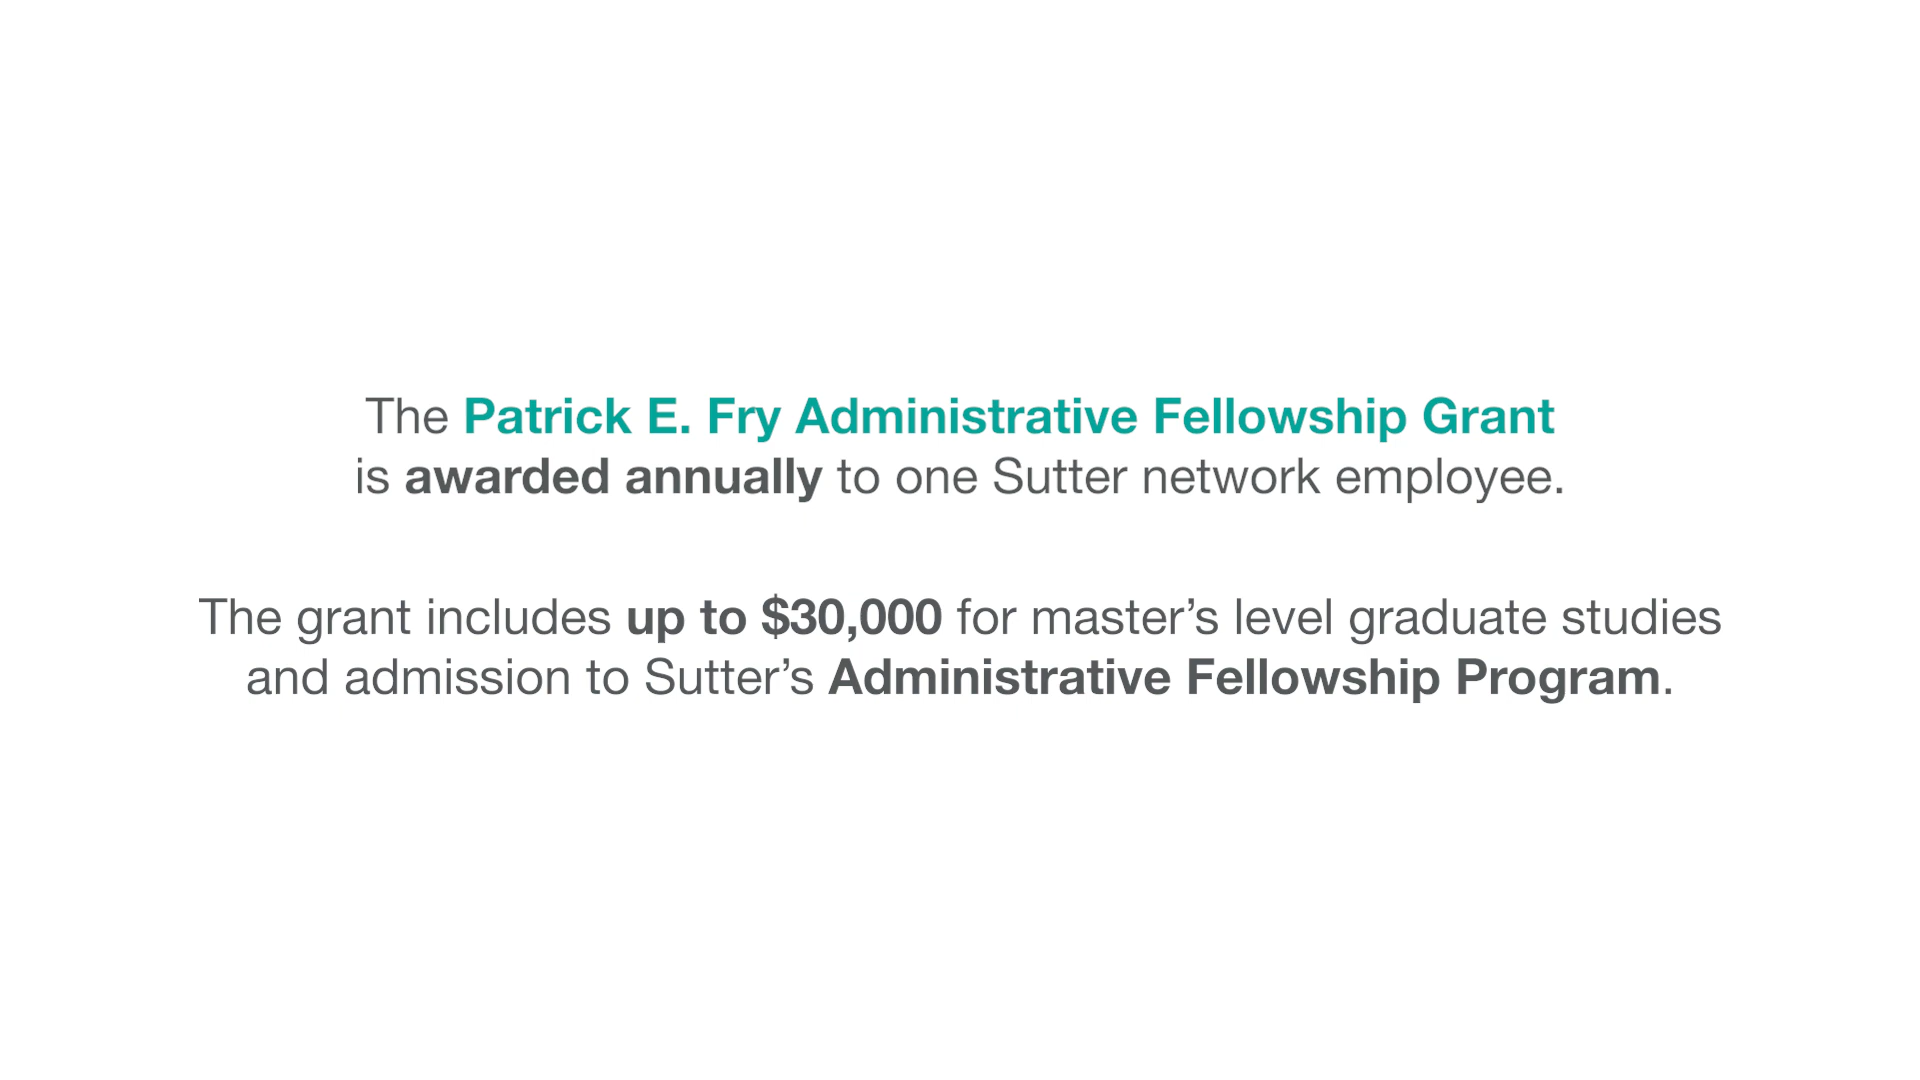 The Patrick E. Fry Administrative Fellowship Grant
is awarded annually to one Sutter network employee.
The grant includes up to $30,000 for master’s level graduate studies
and admission to Sutter’s Administrative Fellowship Program.